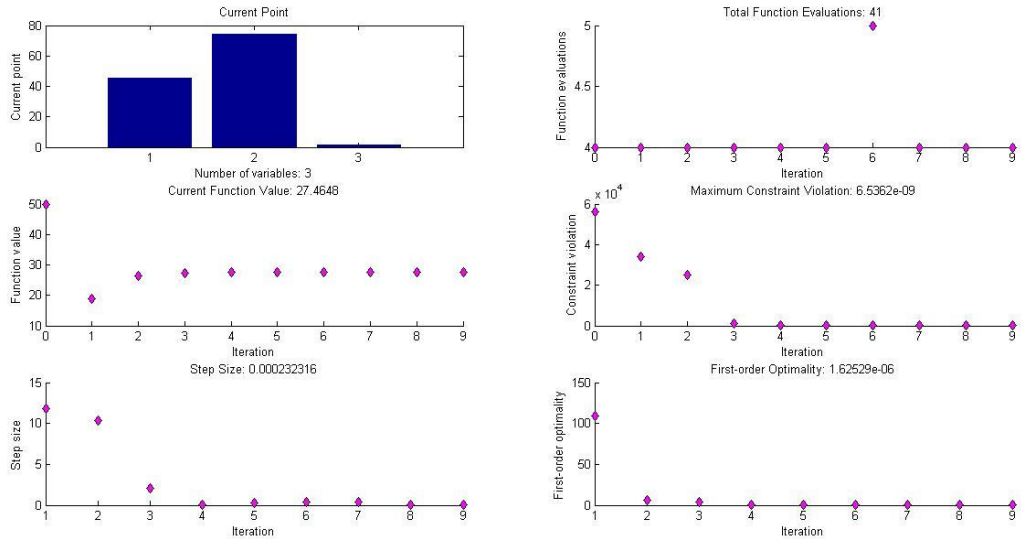 Current Point
Current point
80
60
40
20
0
1 2 3
Number of variables: 3
Total Function Evaluations: 41
Function evaluations
5
4.5
4
0 1 2 3 4 5 6 7 8 9
Iteration
Current Function Value: 27.4648
Function value
50
40
30
20
10
0 1 2 3 4 5 6 7 8 9
Iteration
Maximum Constraint Violation: 6.5362e-09
x 10^4
Constraint violation
6
4
2
0
0 1 2 3 4 5 6 7 8 9
Iteration
Step Size: 0.000232316
Step size
15
10
5
0
1 2 3 4 5 6 7 8 9
Iteration
First-order Optimality: 1.62529e-06
First-order optimality
150
100
50
0
1 2 3 4 5 6 7 8 9
Iteration